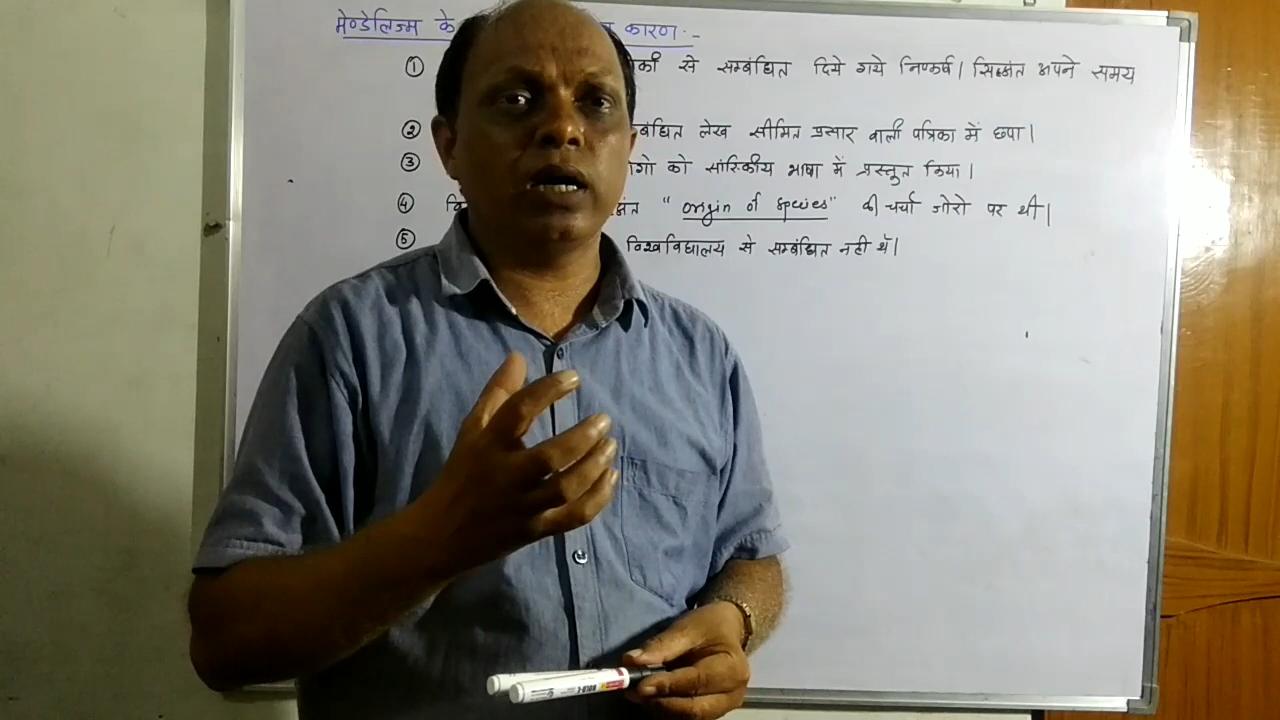 मेण्डेलिज्म के कारण:-
① से सम्बंधित दिये गये निष्कर्ष। सिद्धांत अपने समय
② लेख सीमित प्रसार वाली पत्रिका में छपा।
③ को सांख्यिकीय भाषा में प्रस्तुत किया।
④ "origin of species" की चर्चा जोरो पर थी।
⑤ विश्वविद्यालय से सम्बंधित नही थे।